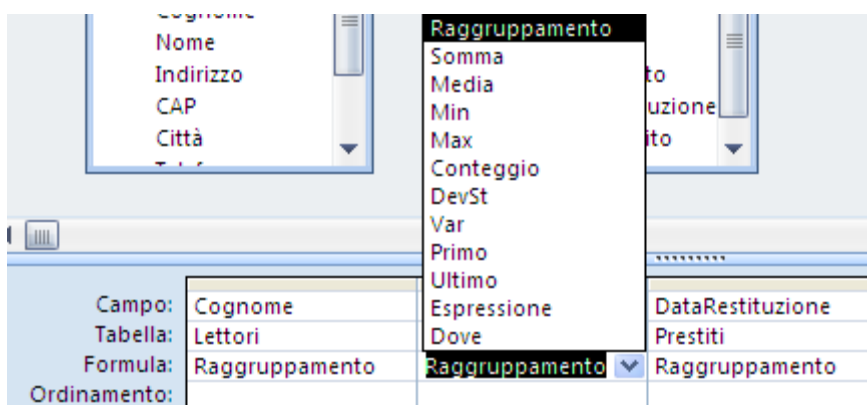 Nome
Indirizzo
CAP
Città
Raggruppamento
Somma
Media
Min
Max
Conteggio
DevSt
Var
Primo
Ultimo
Espressione
Dove
Campo: Cognome DataRestituzione
Tabella: Lettori Prestiti
Formula: Raggruppamento Raggruppamento Raggruppamento
Ordinamento: